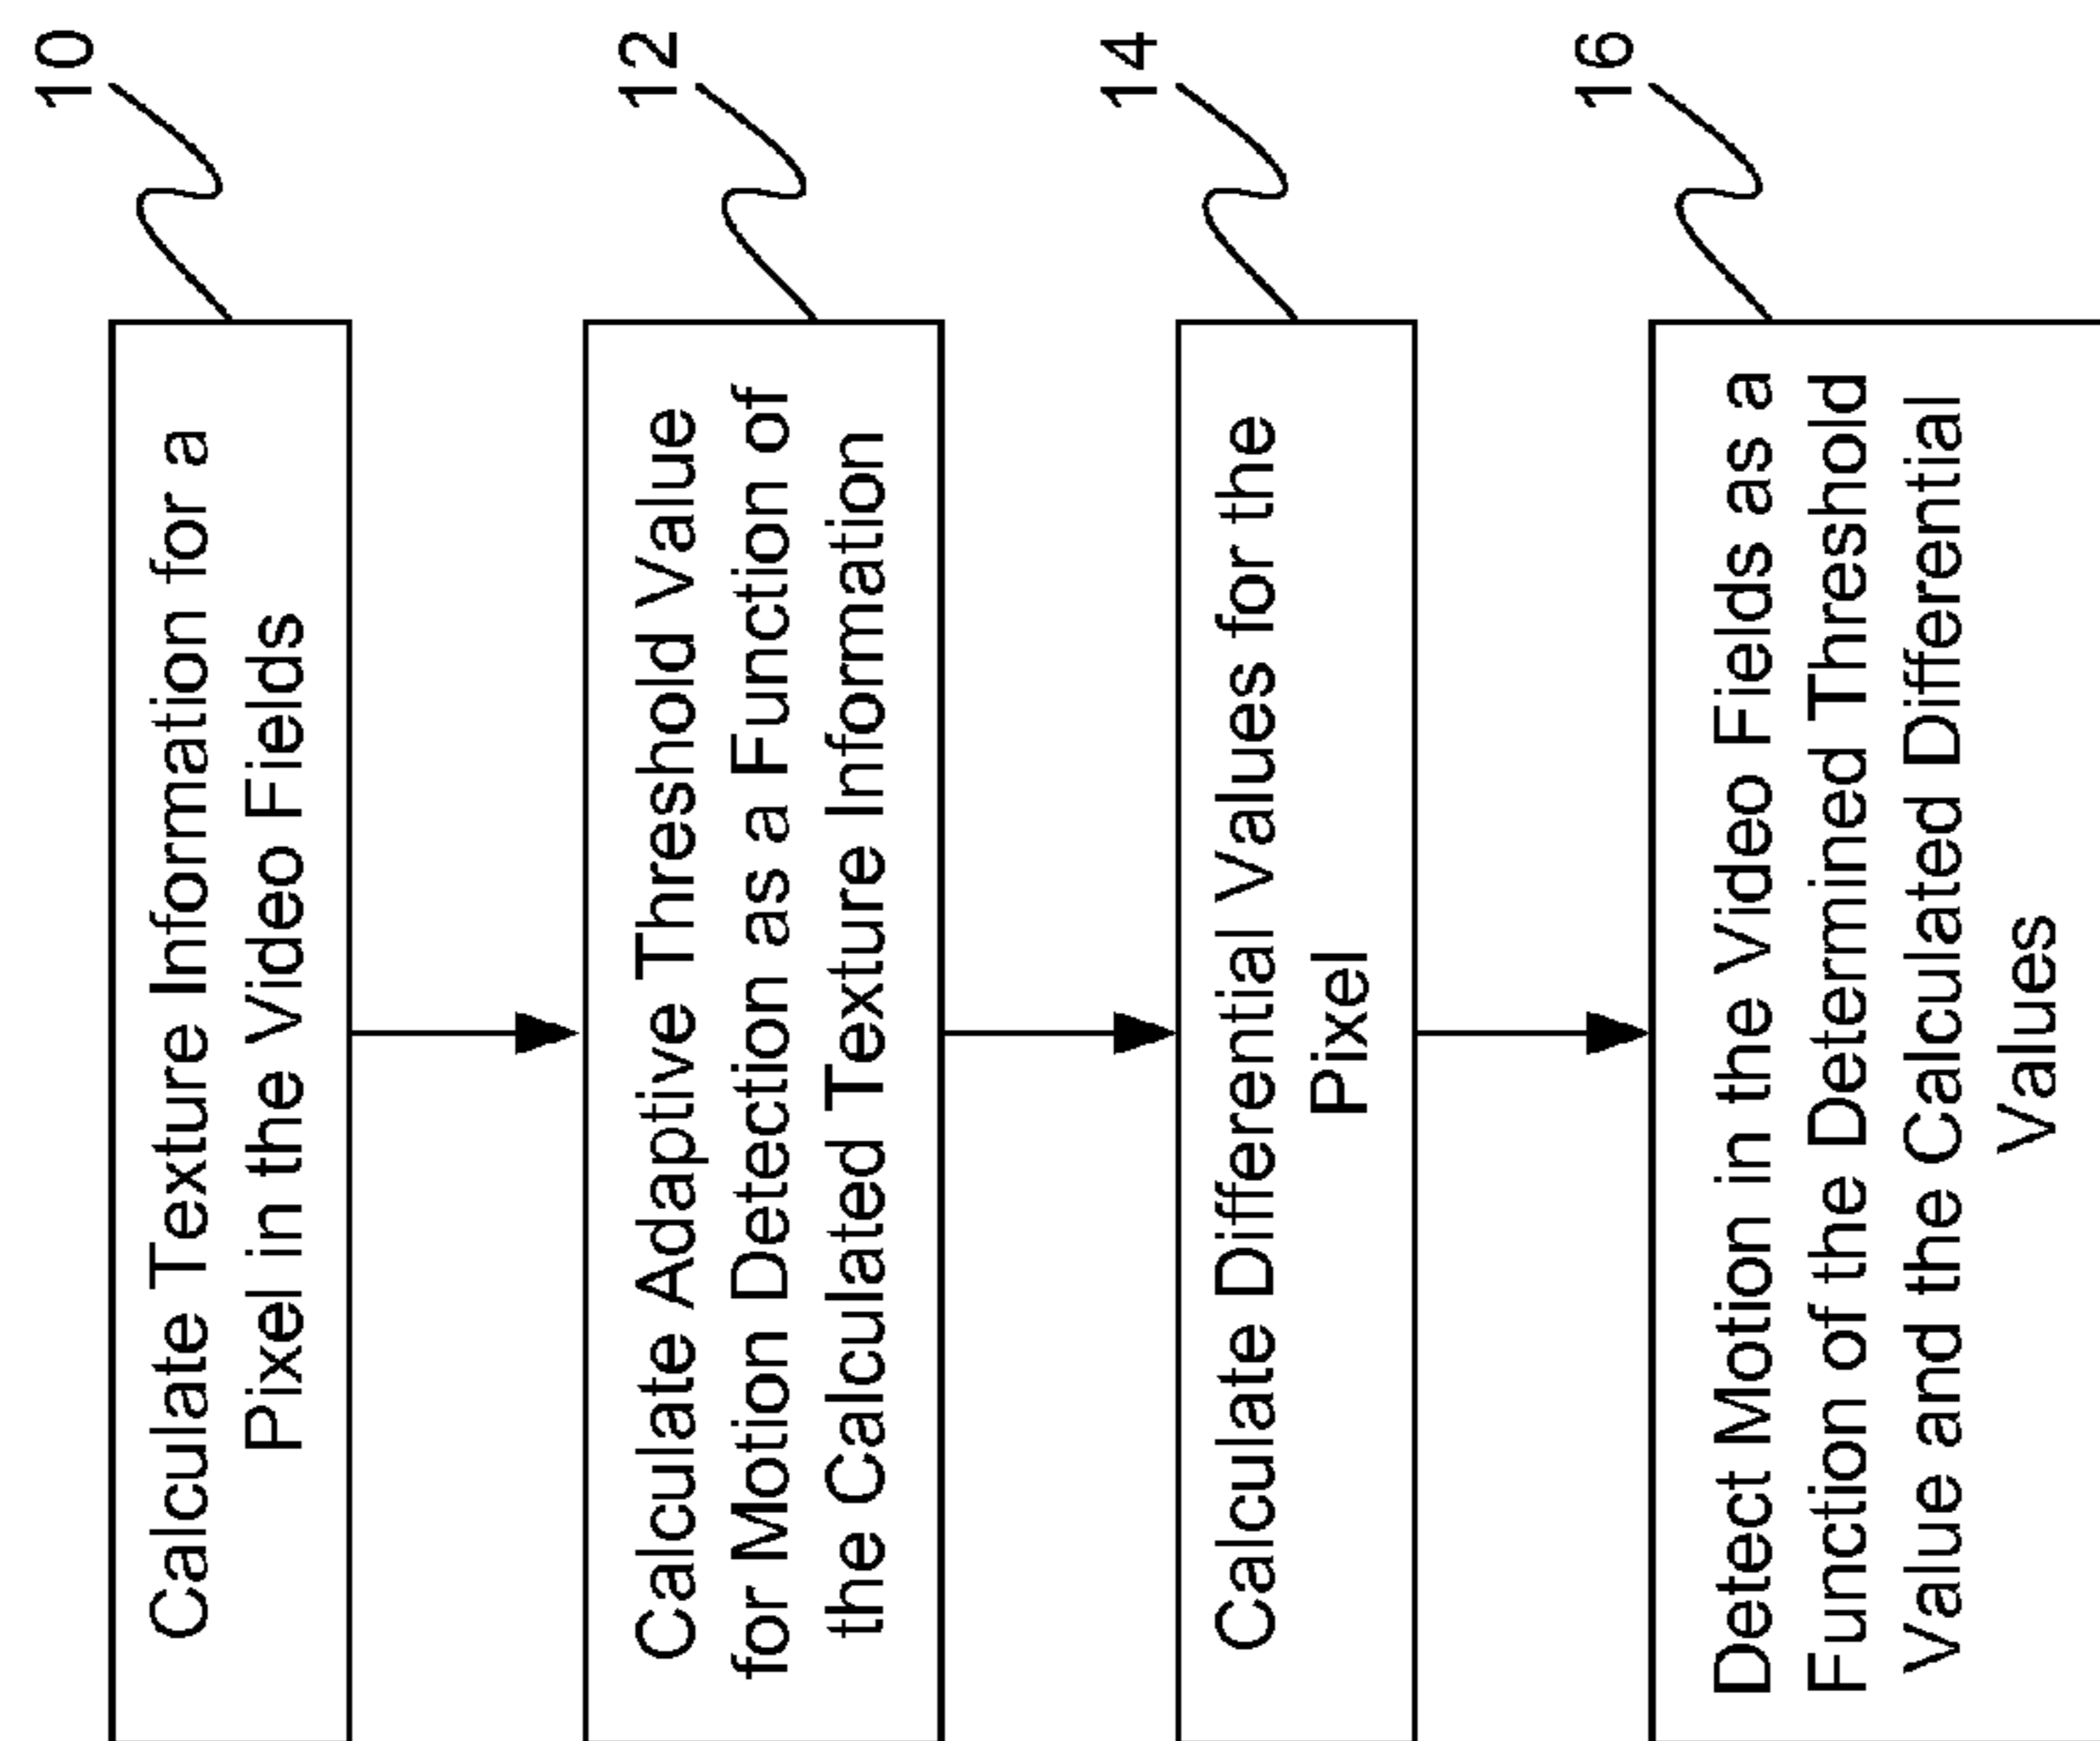 10
Calculate Texture Information for a
Pixel in the Video Fields
12
Calculate Adaptive Threshold Value
for Motion Detection as a Function of
the Calculated Texture Information
14
Calculate Differential Values for the
Pixel
16
Detect Motion in the Video Fields as a
Function of the Determined Threshold
Value and the Calculated Differential
Values